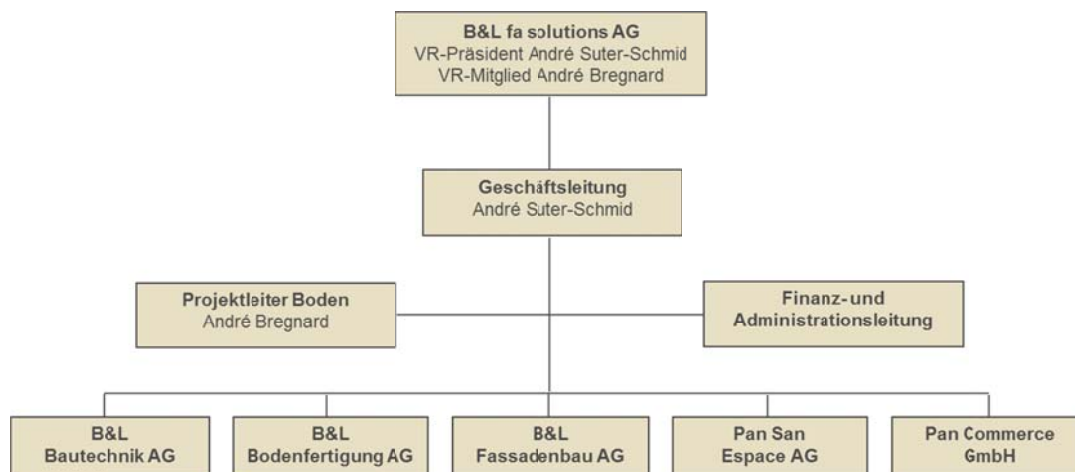 B&L fa solutions AG
VR-Präsident André Suter-Schmid
VR-Mitglied André Bregnard
Geschäftsleitung
André Suter-Schmid
Projektleiter Boden
André Bregnard
Finanz- und
Administrationsleitung
B&L
Bautechnik AG
B&L
Bodenfertigung AG
B&L
Fassadenbau AG
Pan San
Espace AG
Pan Commerce
GmbH